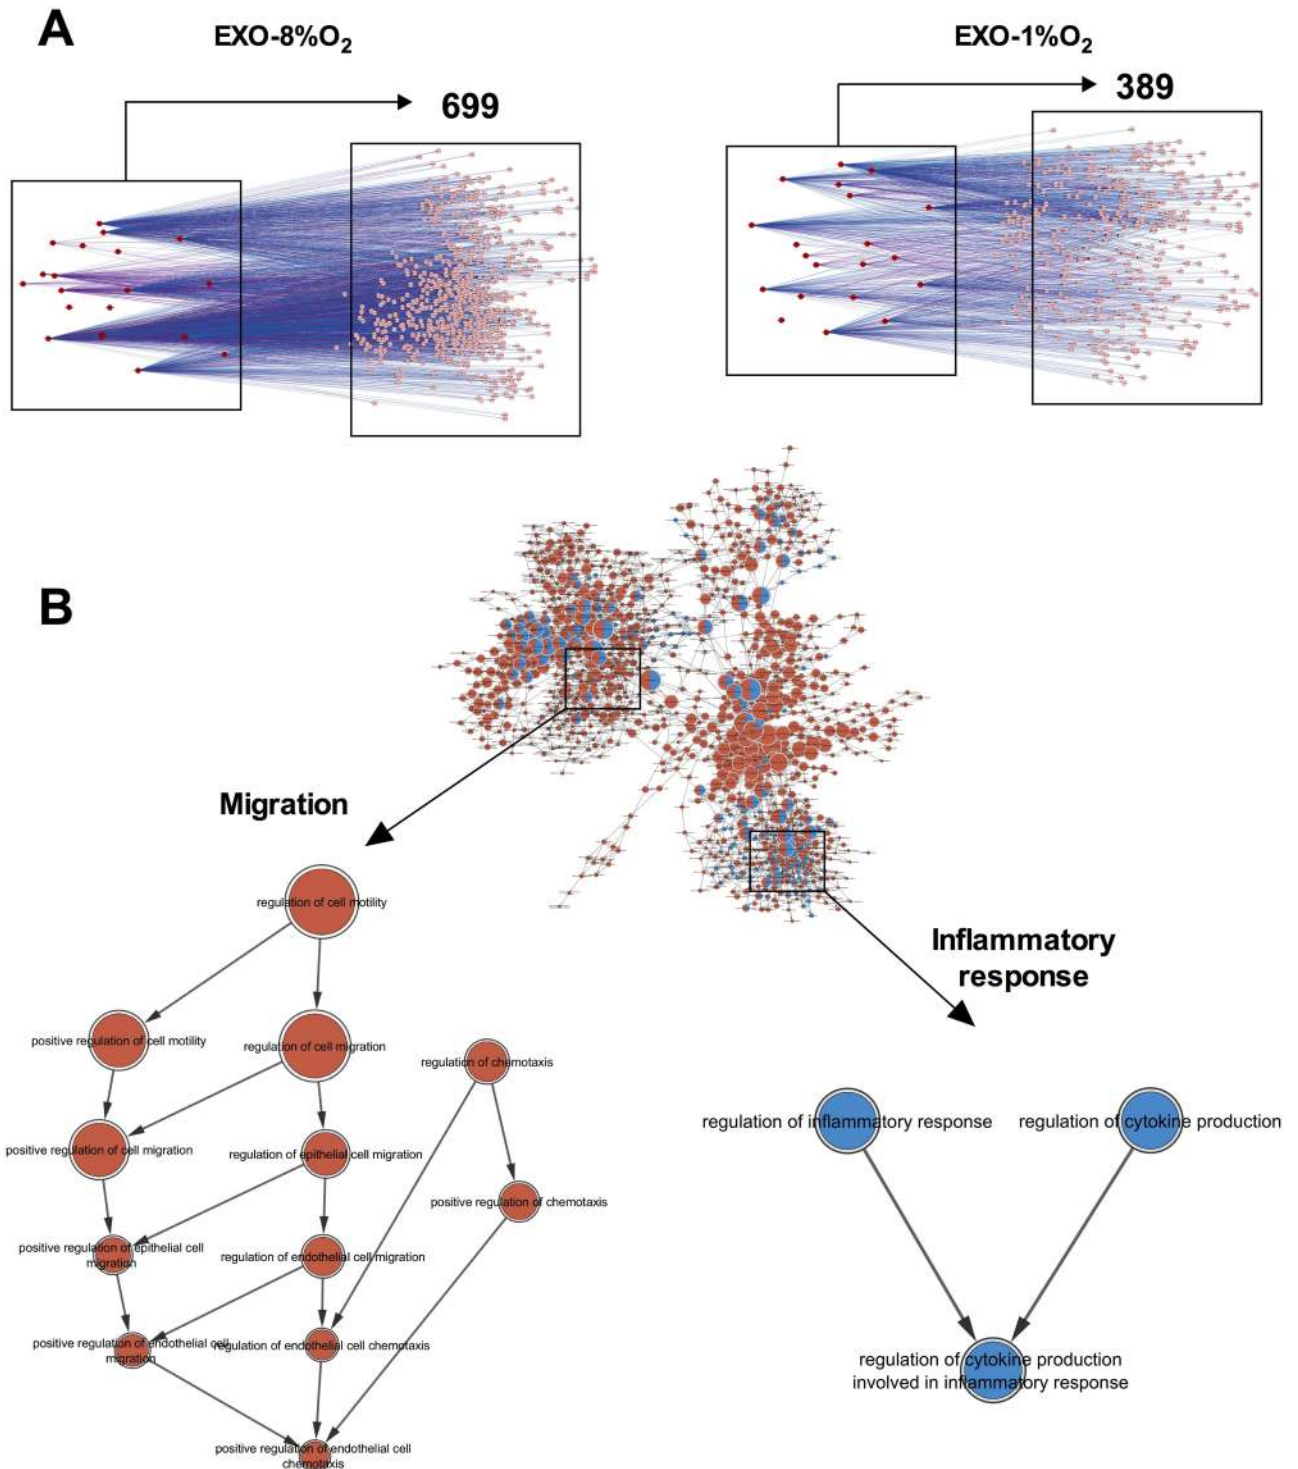 A
EXO-8%O2
EXO-1%O2
699
389
B
Migration
Inflammatory
response
regulation of cell motility
positive regulation of cell motility
regulation of cell migration
regulation of chemotaxis
positive regulation of cell migration
regulation of epithelial cell migration
positive regulation of chemotaxis
positive regulation of epithelial cell
migration
regulation of endothelial cell migration
positive regulation of endothelial cell
migration
regulation of endothelial cell chemotaxis
positive regulation of endothelial cell
chemotaxis
regulation of inflammatory response
regulation of cytokine production
regulation of cytokine production
involved in inflammatory response